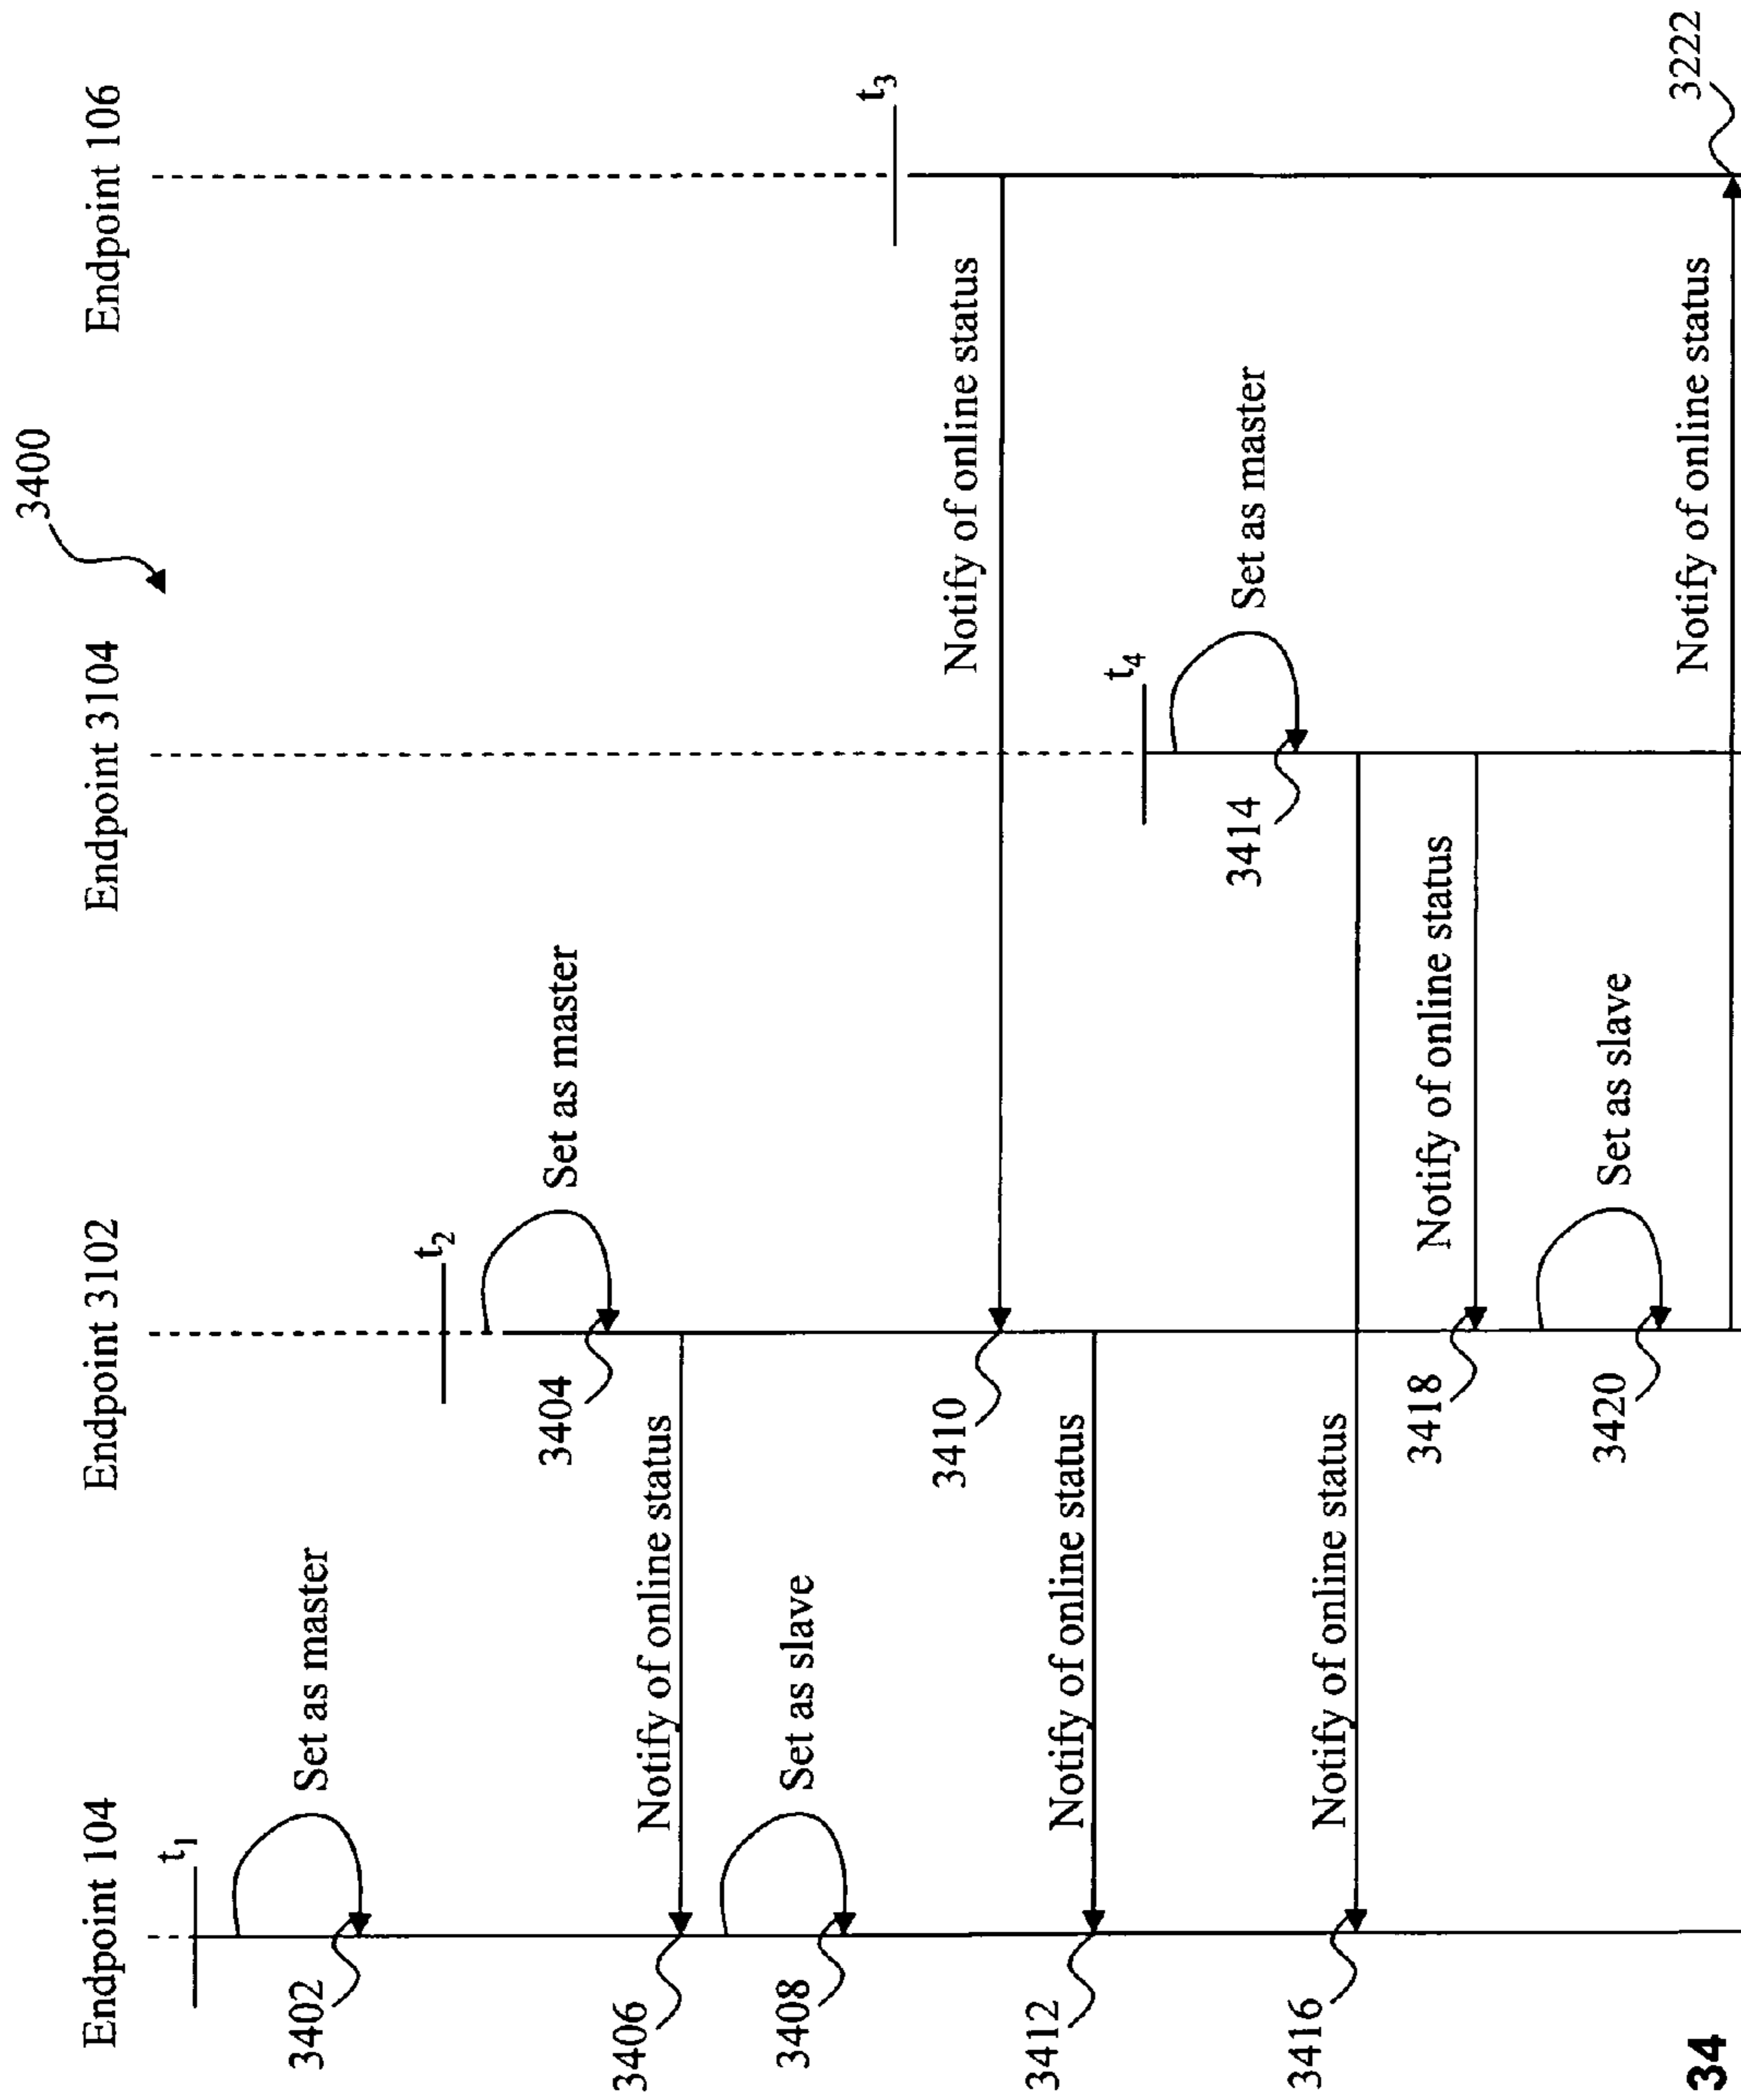 3400
Endpoint 104
Endpoint 3102
Endpoint 3104
Endpoint 106
t1
Set as master
3402
t2
Set as master
3404
Notify of online status
3406
Set as slave
3408
t3
Notify of online status
3410
Notify of online status
3412
t4
Set as master
3414
Notify of online status
3416
Notify of online status
3418
Set as slave
3420
Notify of online status
3222
34